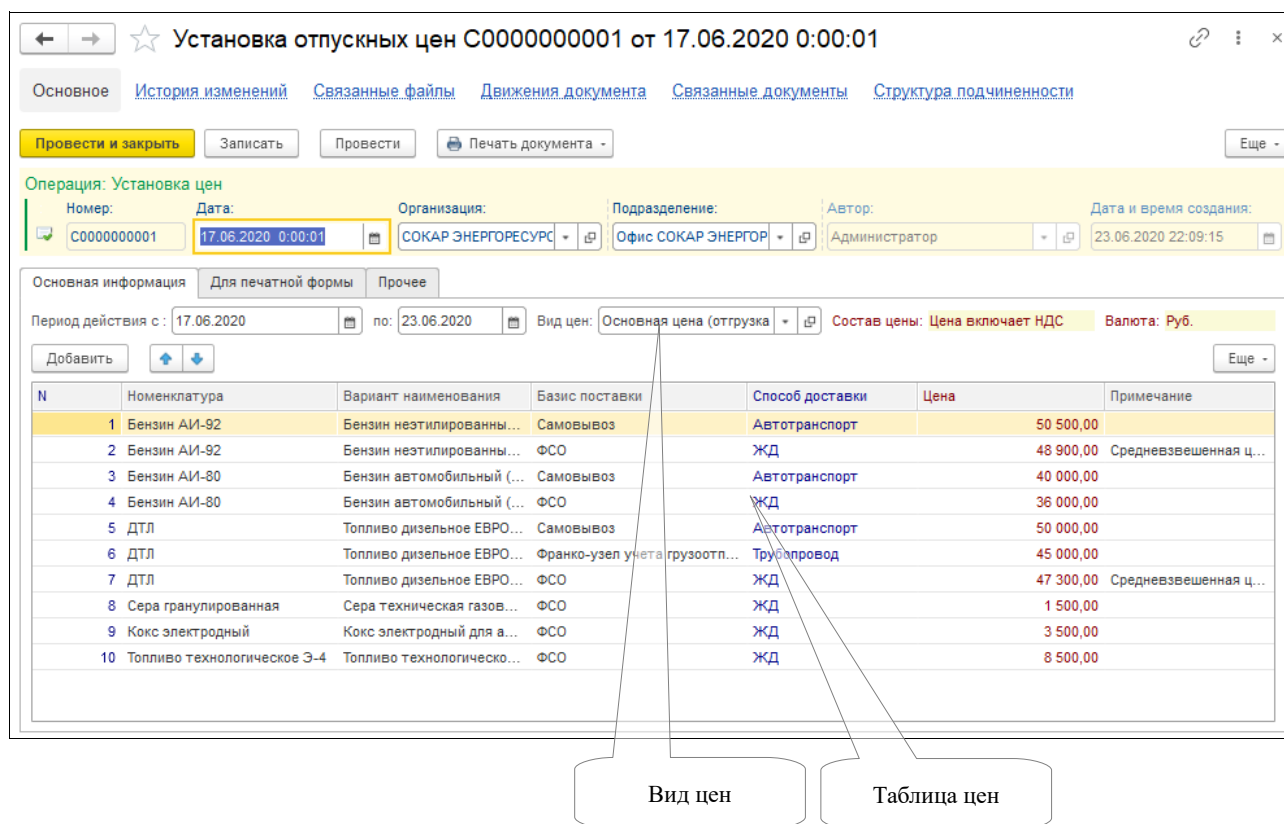 Установка отпускных цен С0000000001 от 17.06.2020 0:00:01
Основное История изменений Связанные файлы Движения документа Связанные документы Структура подчиненности
Провести и закрыть Записать Провести Печать документа Еще
Операция: Установка цен
Номер: Дата: Организация: Подразделение: Автор: Дата и время создания:
С0000000001 17.06.2020 0:00:01 СОКАР ЭНЕРГОРЕСУРС Офис СОКАР ЭНЕРГОР Администратор 23.06.2020 22:09:15
Основная информация Для печатной формы Прочее
Период действия с : 17.06.2020 по: 23.06.2020 Вид цен: Основная цена (отгрузка Состав цены: Цена включает НДС Валюта: Руб.
Добавить Еще
N Номенклатура Вариант наименования Базис поставки Способ доставки Цена Примечание
1 Бензин АИ-92 Бензин неэтилированны... Самовывоз Автотранспорт 50 500,00
2 Бензин АИ-92 Бензин неэтилированны... ФСО ЖД 48 900,00 Средневзвешенная ц...
3 Бензин АИ-80 Бензин автомобильный (... Самовывоз Автотранспорт 40 000,00
4 Бензин АИ-80 Бензин автомобильный (... ФСО ЖД 36 000,00
5 ДТЛ Топливо дизельное ЕВРО... Самовывоз Автотранспорт 50 000,00
6 ДТЛ Топливо дизельное ЕВРО... Франко-узел учета грузоотп... Трубопровод 45 000,00
7 ДТЛ Топливо дизельное ЕВРО... ФСО ЖД 47 300,00 Средневзвешенная ц...
8 Сера гранулированная Сера техническая газов... ФСО ЖД 1 500,00
9 Кокс электродный Кокс электродный для а... ФСО ЖД 3 500,00
10 Топливо технологическое Э-4 Топливо технологическо... ФСО ЖД 8 500,00
Вид цен Таблица цен